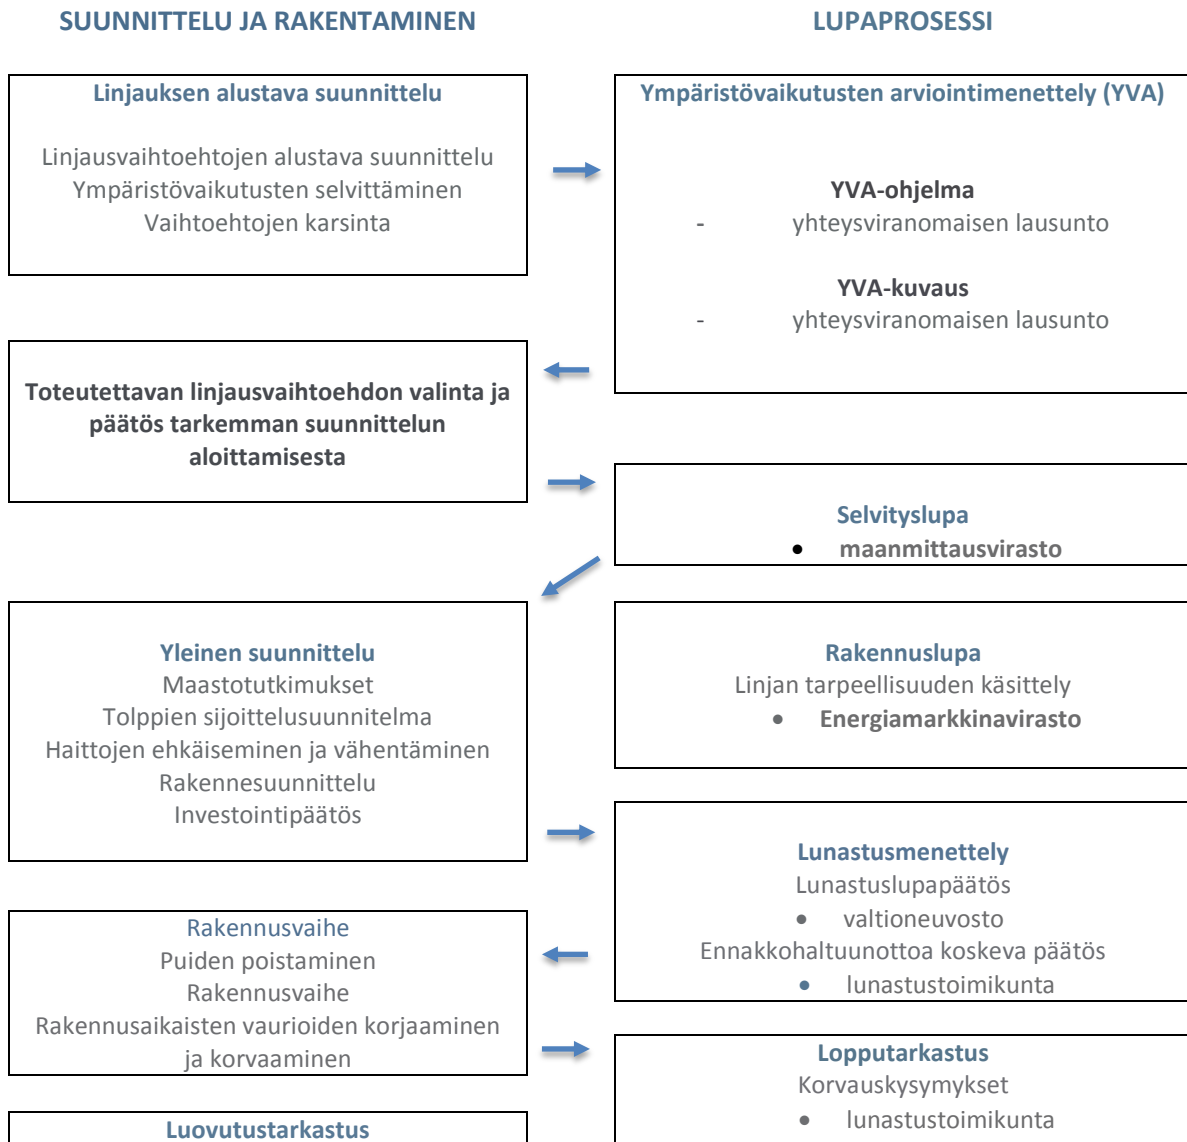 SUUNNITTELU JA RAKENTAMINEN
LUPAPROSESSI
Linjauksen alustava suunnittelu
Linjausvaihtoehtojen alustava suunnittelu
Ympäristövaikutusten selvittäminen
Vaihtoehtojen karsinta
Ympäristövaikutusten arviointimenettely (YVA)
YVA-ohjelma
- yhteysviranomaisen lausunto
YVA-kuvaus
- yhteysviranomaisen lausunto
Toteutettavan linjausvaihtoehdon valinta ja
päätös tarkemman suunnittelun
aloittamisesta
Selvityslupa
• maanmittausvirasto
Yleinen suunnittelu
Maastotutkimukset
Tolppien sijoittelusuunnitelma
Haittojen ehkäiseminen ja vähentäminen
Rakennesuunnittelu
Investointipäätös
Rakennuslupa
Linjan tarpeellisuuden käsittely
• Energiamarkkinavirasto
Lunastusmenettely
Lunastuslupapäätös
• valtioneuvosto
Ennakkohaltuunottoa koskeva päätös
• lunastustoimikunta
Rakennusvaihe
Puiden poistaminen
Rakennusvaihe
Rakennusaikaisten vaurioiden korjaaminen
ja korvaaminen
Lopputarkastus
Korvauskysymykset
• lunastustoimikunta
Luovutustarkastus